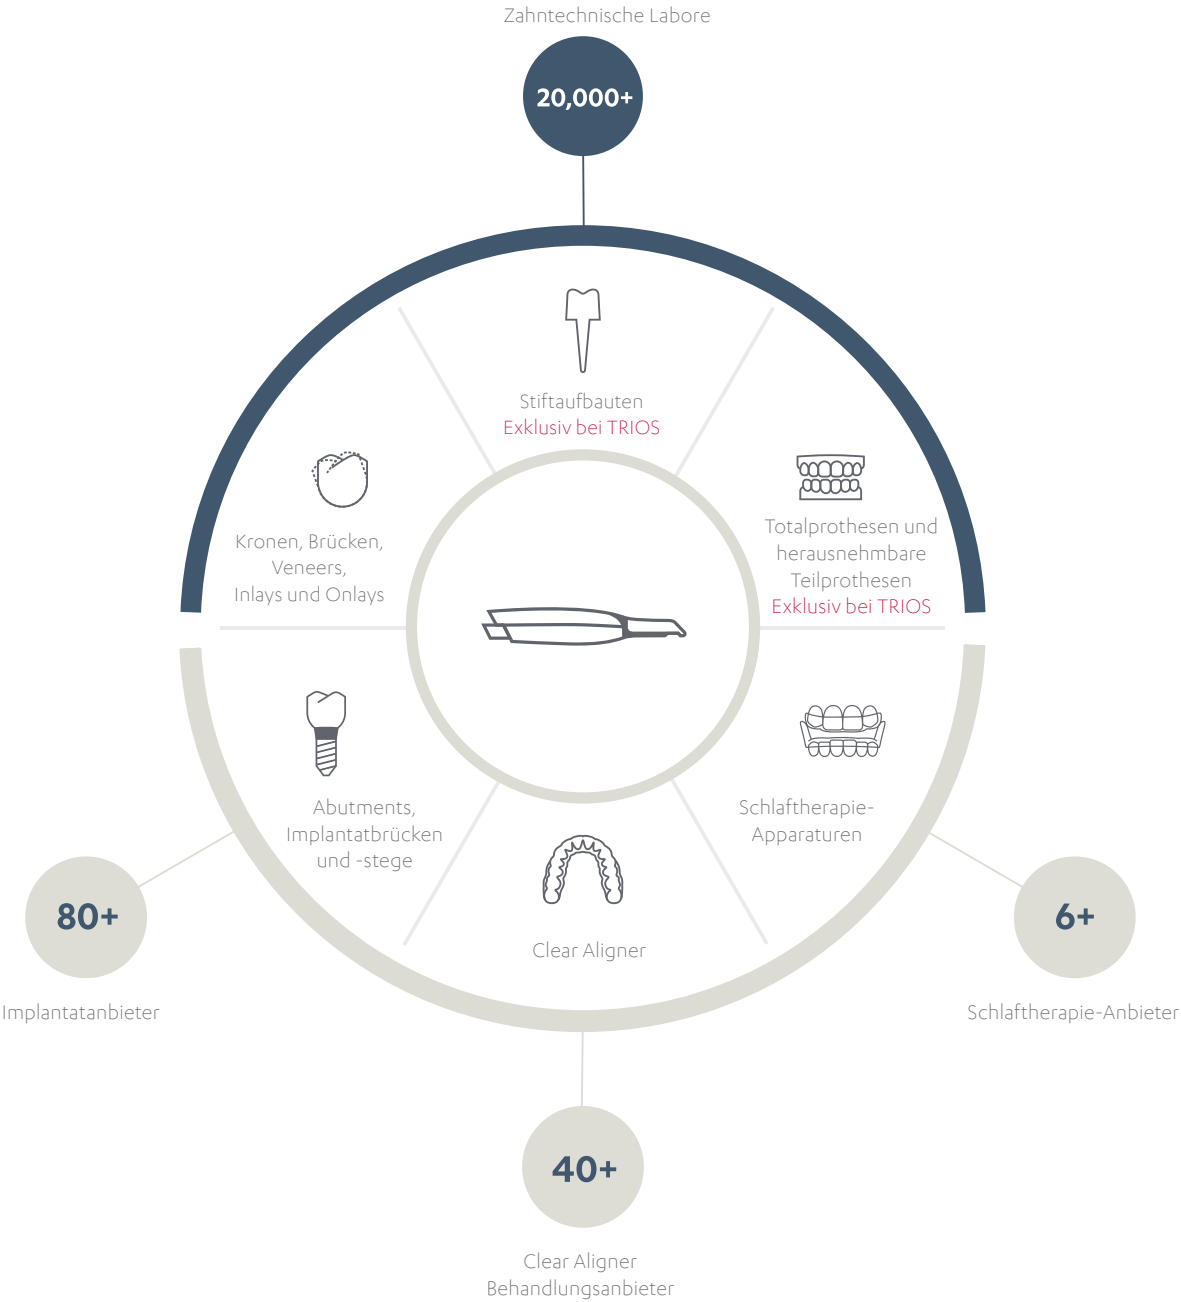 Zahntechnische Labore
20,000+
Stiftaufbauten
Exklusiv bei TRIOS
Kronen, Brücken,
Veneers,
Inlays und Onlays
Totalprothesen und
herausnehmbare
Teilprothesen
Exklusiv bei TRIOS
Abutments,
Implantatbrücken
und -stege
Schlaftherapie-
Apparaturen
Clear Aligner
80+
Implantatanbieter
6+
Schlaftherapie-Anbieter
40+
Clear Aligner
Behandlungsanbieter